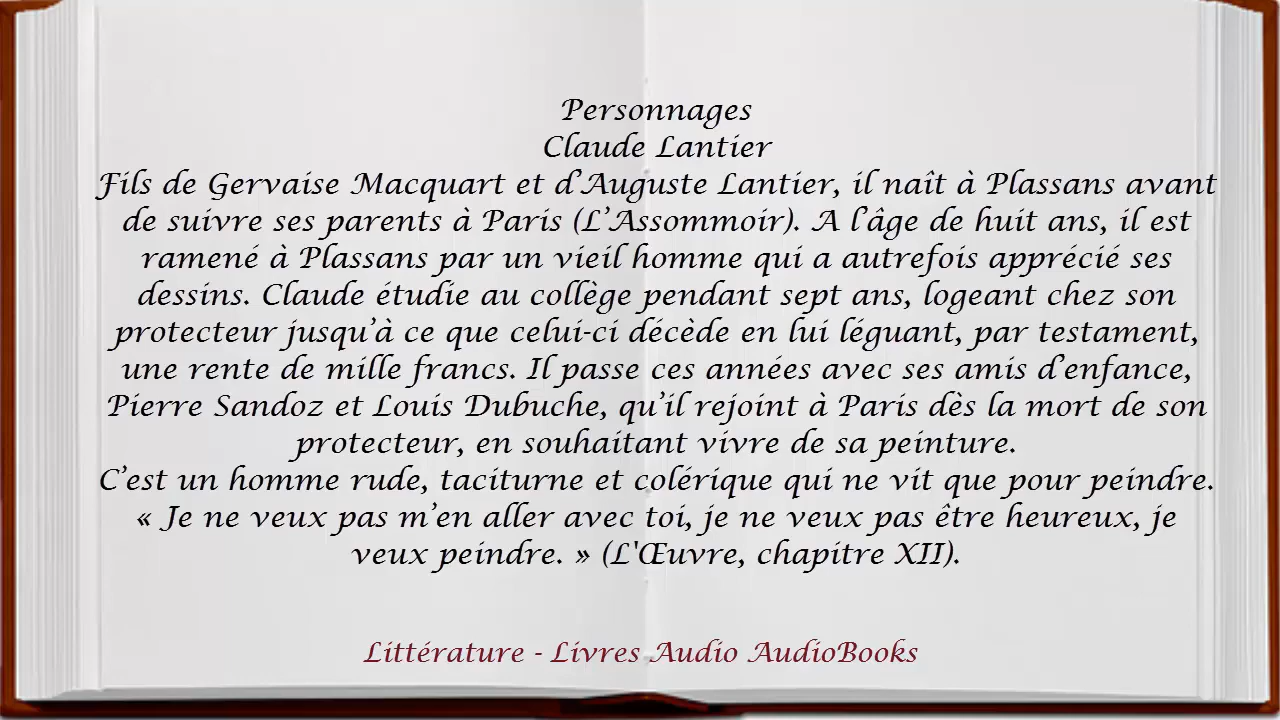 Personnages
Claude Lantier
Fils de Gervaise Macquart et d’Auguste Lantier, il naît à Plassans avant
de suivre ses parents à Paris (L’Assommoir). A l’âge de huit ans, il est
ramené à Plassans par un vieil homme qui a autrefois apprécié ses
dessins. Claude étudie au collège pendant sept ans, logeant chez son
protecteur jusqu’à ce que celui-ci décède en lui léguant, par testament,
une rente de mille francs. Il passe ces années avec ses amis d’enfance,
Pierre Sandoz et Louis Dubuche, qu’il rejoint à Paris dès la mort de son
protecteur, en souhaitant vivre de sa peinture.
C’est un homme rude, taciturne et colérique qui ne vit que pour peindre.
« Je ne veux pas m’en aller avec toi, je ne veux pas être heureux, je
veux peindre. » (L'Œuvre, chapitre XII).
Littérature - Livres Audio AudioBooks